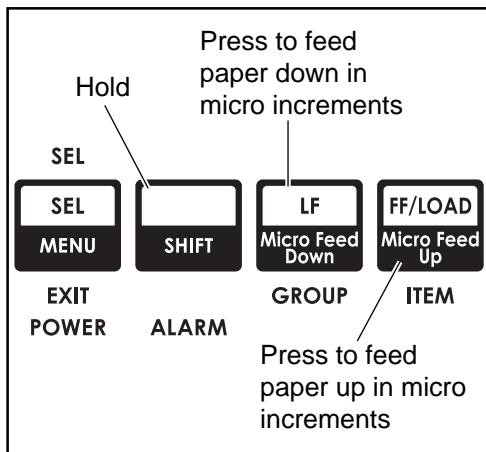 Press to feed
paper down in
micro increments
Hold
SEL
SEL
MENU
SHIFT
LF
Micro Feed
Down
FF/LOAD
Micro Feed
Up
EXIT
GROUP
ITEM
POWER
ALARM
Press to feed
paper up in micro
increments